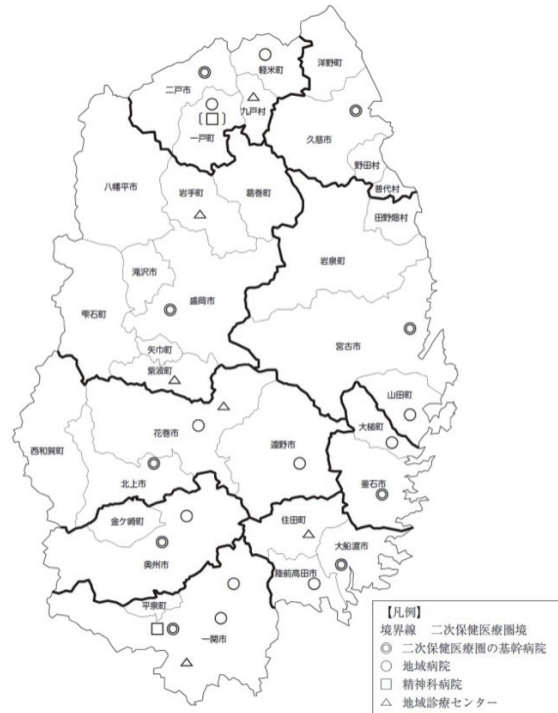 軽米町
洋野町
二戸市
九戸村
一戸町
久慈市
野田村
普代村
八幡平市
岩手町
葛巻町
田野畑村
岩泉町
滝沢市
盛岡市
雫石町
宮古市
矢巾町
紫波町
山田町
大槌町
花巻市
西和賀町
遠野市
釜石市
北上市
金ケ崎町
住田町
大船渡市
奥州市
陸前高田市
平泉町
一関市
【凡例】
境界線 二次保健医療圏境
◎ 二次保健医療圏の基幹病院
○ 地域病院
□ 精神科病院
△ 地域診療センター